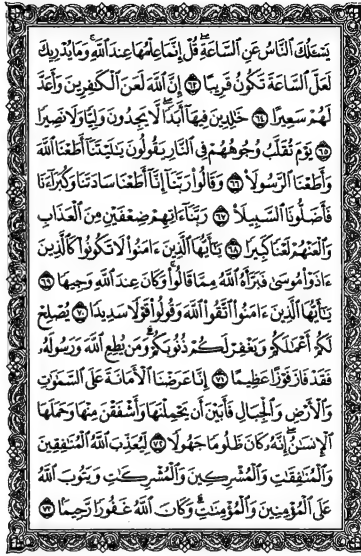 يَسْـَٔلُكَ ٱلنَّاسُ عَنِ ٱلسَّاعَةِۖ قُلْ إِنَّمَا عِلْمُهَا عِندَ ٱللَّهِۚ وَمَا يُدْرِيكَ
لَعَلَّ ٱلسَّاعَةَ تَكُونُ قَرِيبًا ٦٣ إِنَّ ٱللَّهَ لَعَنَ ٱلْكَٰفِرِينَ وَأَعَدَّ
لَهُمْ سَعِيرًا ٦٤ خَٰلِدِينَ فِيهَآ أَبَدًاۖ لَّا يَجِدُونَ وَلِيًّا وَلَا نَصِيرًا
٦٥ يَوْمَ تُقَلَّبُ وُجُوهُهُمْ فِى ٱلنَّارِ يَقُولُونَ يَٰلَيْتَنَآ أَطَعْنَا ٱللَّهَ
وَأَطَعْنَا ٱلرَّسُولَا۠ ٦٦ وَقَالُوا۟ رَبَّنَآ إِنَّآ أَطَعْنَا سَادَتَنَا وَكُبَرَآءَنَا
فَأَضَلُّونَا ٱلسَّبِيلَا۠ ٦٧ رَبَّنَآ ءَاتِهِمْ ضِعْفَيْنِ مِنَ ٱلْعَذَابِ
وَٱلْعَنْهُمْ لَعْنًا كَبِيرًا ٦٨ يَٰٓأَيُّهَا ٱلَّذِينَ ءَامَنُوا۟ لَا تَكُونُوا۟ كَٱلَّذِينَ
ءَاذَوْا۟ مُوسَىٰ فَبَرَّأَهُ ٱللَّهُ مِمَّا قَالُوا۟ۚ وَكَانَ عِندَ ٱللَّهِ وَجِيهًا ٦٩
يَٰٓأَيُّهَا ٱلَّذِينَ ءَامَنُوا۟ ٱتَّقُوا۟ ٱللَّهَ وَقُولُوا۟ قَوْلًا سَدِيدًا ٧٠ يُصْلِحْ
لَكُمْ أَعْمَٰلَكُمْ وَيَغْفِرْ لَكُمْ ذُنُوبَكُمْۗ وَمَن يُطِعِ ٱللَّهَ وَرَسُولَهُۥ
فَقَدْ فَازَ فَوْزًا عَظِيمًا ٧١ إِنَّا عَرَضْنَا ٱلْأَمَانَةَ عَلَى ٱلسَّمَٰوَٰتِ
وَٱلْأَرْضِ وَٱلْجِبَالِ فَأَبَيْنَ أَن يَحْمِلْنَهَا وَأَشْفَقْنَ مِنْهَا وَحَمَلَهَا
ٱلْإِنسَٰنُۖ إِنَّهُۥ كَانَ ظَلُومًا جَهُولًا ٧٢ لِّيُعَذِّبَ ٱللَّهُ ٱلْمُنَٰفِقِينَ
وَٱلْمُنَٰفِقَٰتِ وَٱلْمُشْرِكِينَ وَٱلْمُشْرِكَٰتِ وَيَتُوبَ ٱللَّهُ
عَلَى ٱلْمُؤْمِنِينَ وَٱلْمُؤْمِنَٰتِۗ وَكَانَ ٱللَّهُ غَفُورًا رَّحِيمًا ٧٣